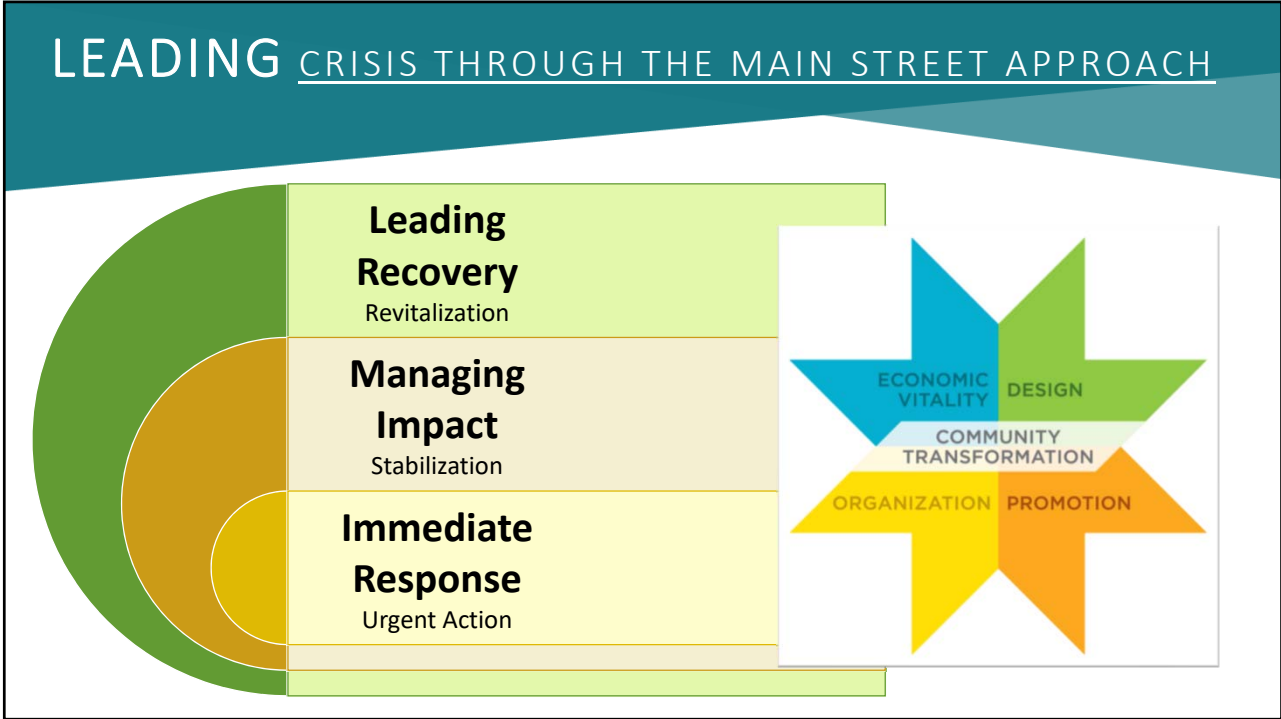 LEADING CRISIS THROUGH THE MAIN STREET APPROACH
Leading
Recovery
Revitalization
Managing
Impact
Stabilization
Immediate
Response
Urgent Action
ECONOMIC
VITALITY
DESIGN
COMMUNITY
TRANSFORMATION
ORGANIZATION
PROMOTION